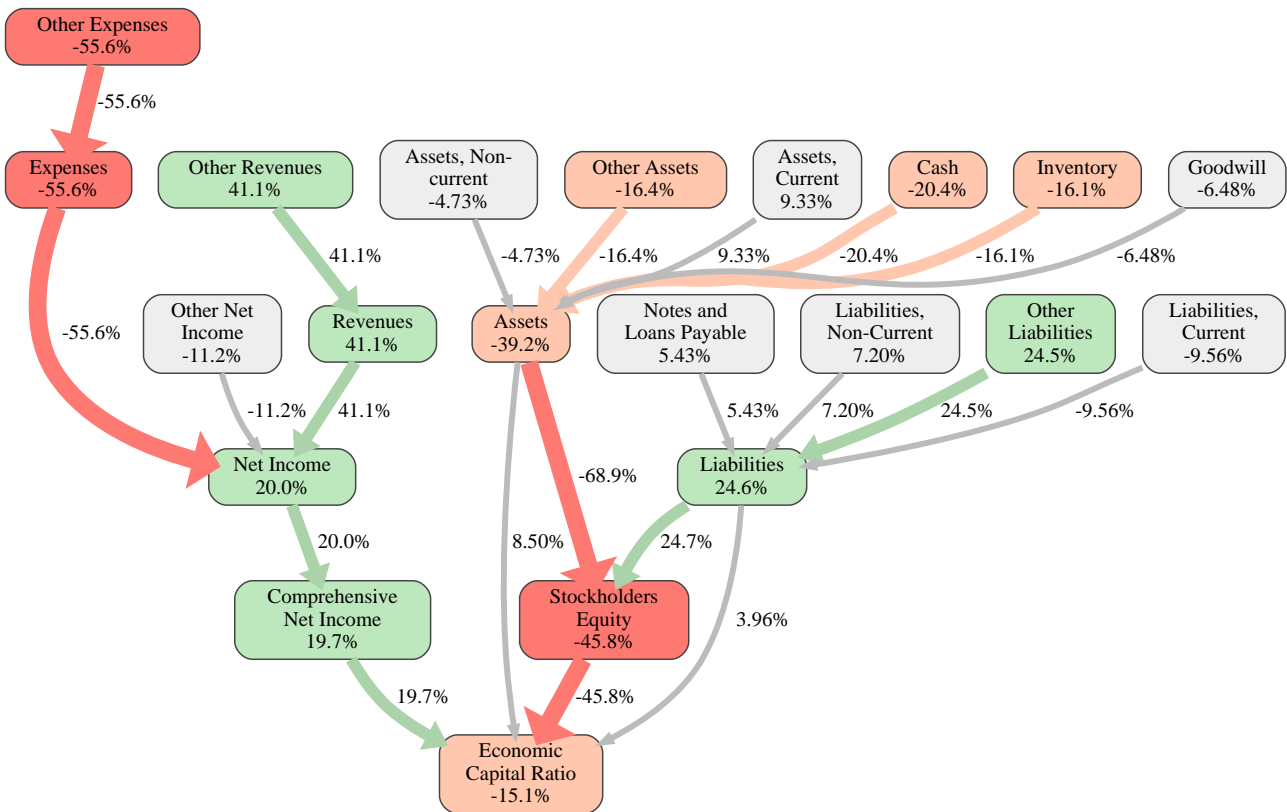 Other Expenses
-55.6%
-55.6%
Expenses
-55.6%
Other Revenues
41.1%
Assets, Non-
current
-4.73%
Other Assets
-16.4%
Assets,
Current
9.33%
Cash
-20.4%
Inventory
-16.1%
Goodwill
-6.48%
41.1%
-4.73%
-16.4%
9.33%
-20.4%
-16.1%
-6.48%
-55.6%
Other Net
Income
-11.2%
Revenues
41.1%
Assets
-39.2%
Notes and
Loans Payable
5.43%
Liabilities,
Non-Current
7.20%
Other
Liabilities
24.5%
Liabilities,
Current
-9.56%
-11.2%
41.1%
5.43%
7.20%
24.5%
-9.56%
Net Income
20.0%
-68.9%
Liabilities
24.6%
20.0%
8.50%
24.7%
Comprehensive
Net Income
19.7%
Stockholders
Equity
-45.8%
3.96%
19.7%
-45.8%
Economic
Capital Ratio
-15.1%